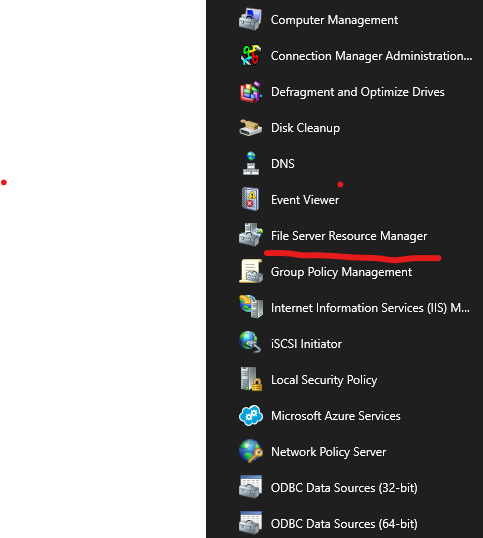 Computer Management
Connection Manager Administration...
Defragment and Optimize Drives
Disk Cleanup
DNS
Event Viewer
File Server Resource Manager
Group Policy Management
Internet Information Services (IIS) M...
iSCSI Initiator
Local Security Policy
Microsoft Azure Services
Network Policy Server
ODBC Data Sources (32-bit)
ODBC Data Sources (64-bit)